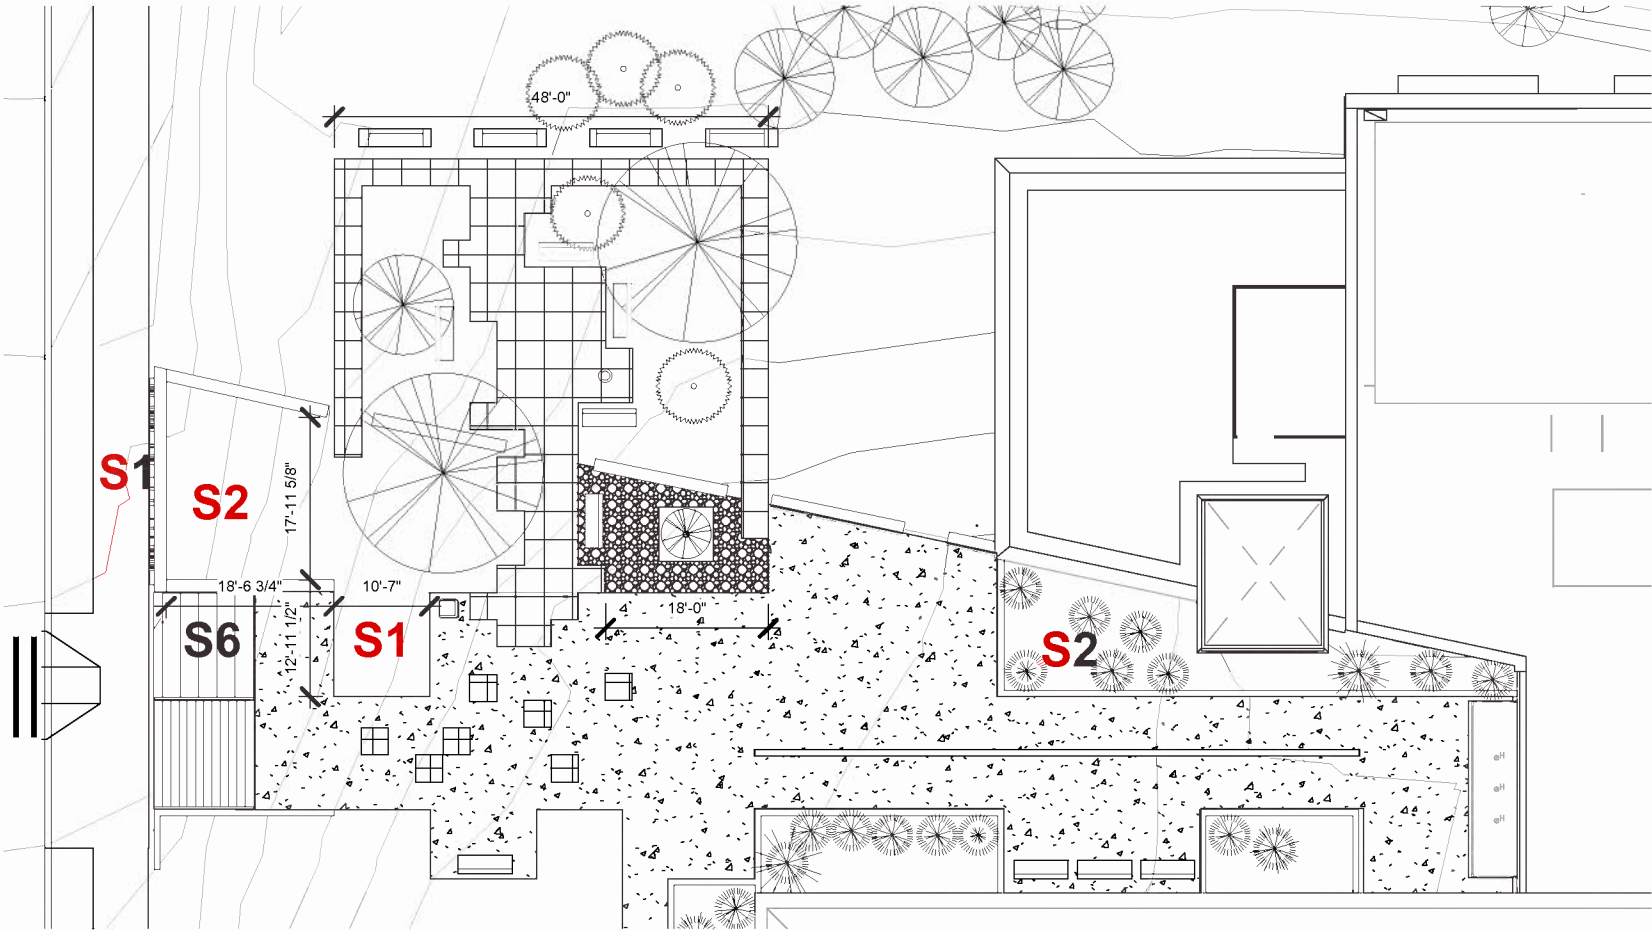 48'-0"
S1
S2
17'-11 5/8"
18'-6 3/4"
10'-7"
18'-0"
S6
12'-11 1/2"
S1
S2
H
H
H